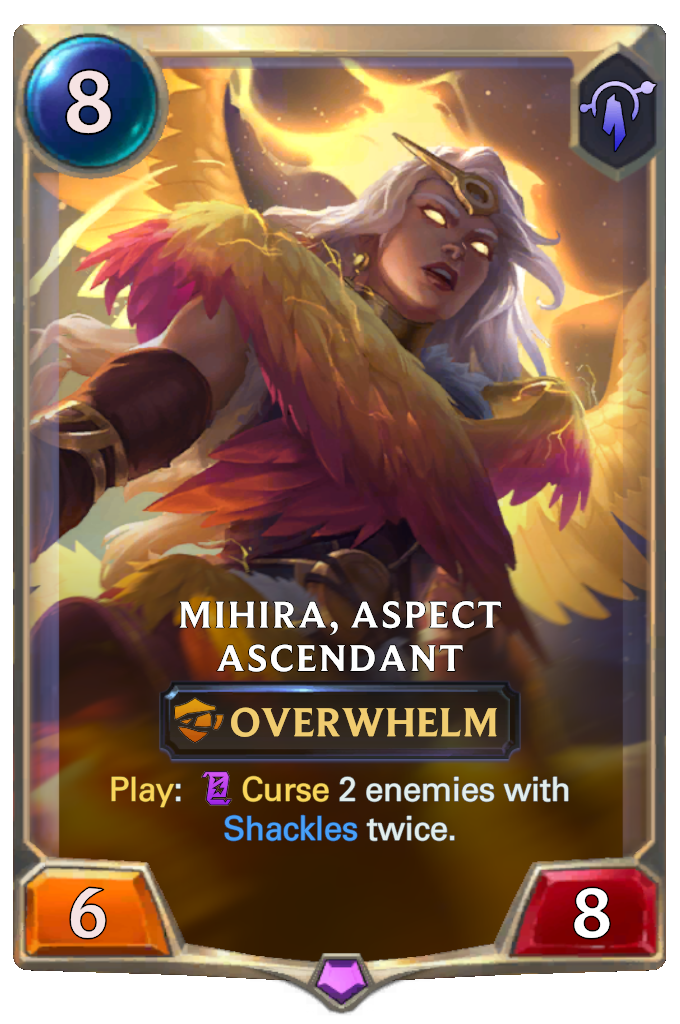 8
MIHIRA, ASPECT
ASCENDANT
OVERWHELM
Play: Curse 2 enemies with
Shackles twice.
6
8